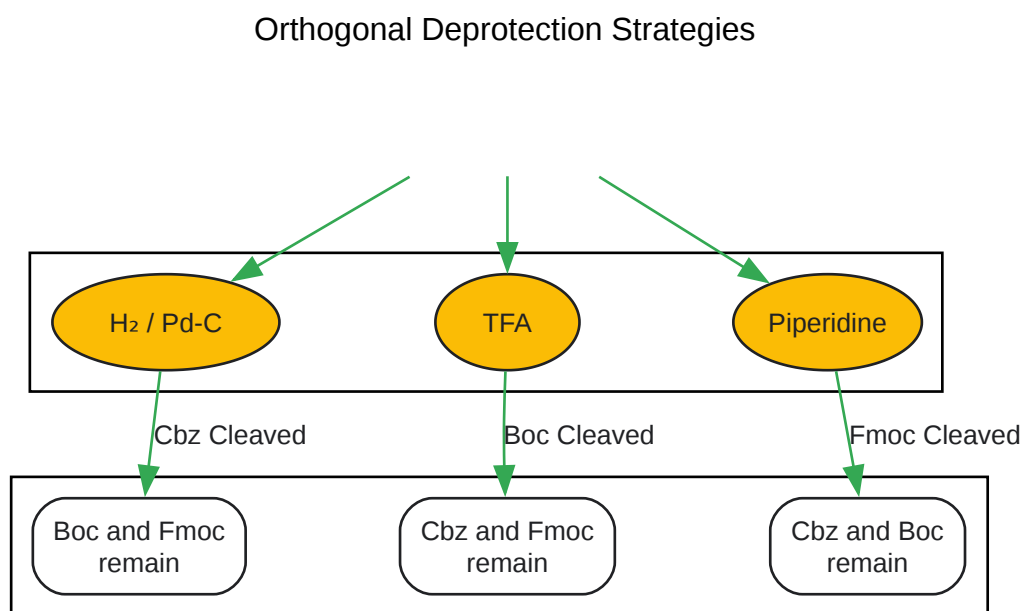 Orthogonal Deprotection Strategies
H₂ / Pd-C
TFA
Piperidine
Cbz Cleaved
Boc Cleaved
Fmoc Cleaved
Boc and Fmoc
remain
Cbz and Fmoc
remain
Cbz and Boc
remain